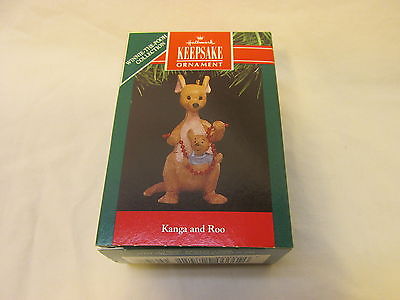 WINNIE-THE-POOH
COLLECTION
Hallmark
KEEPSAKE
ORNAMENT
Kanga and Roo